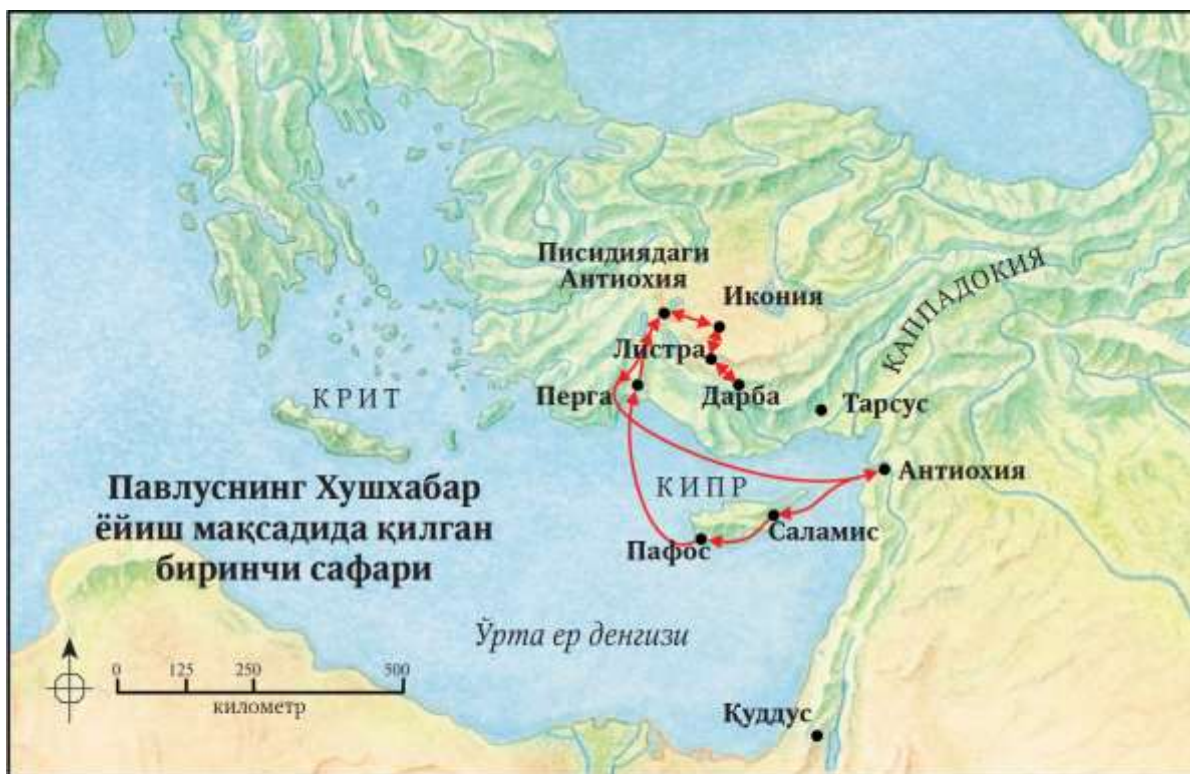 Писидиядаги
Антиохия
Икония
КАППАДОКИЯ
Листра
КРИТ
Перга
Дарба
Тарсус
Антиохия
КИПР
Павлуснинг Хушхабар
ёйиш мақсадида қилган
биринчи сафари
Саламис
Пафос
Ўрта ер денгизи
0 125 250 500
километр
Қуддус